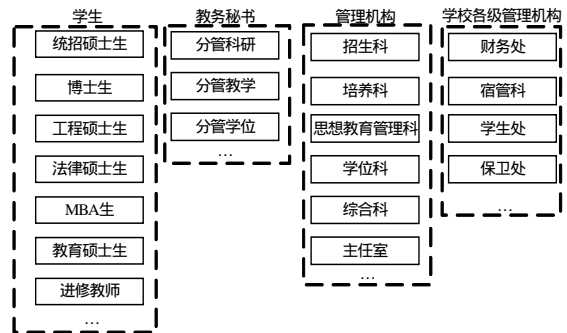 学生
统招硕士生
博士生
工程硕士生
法律硕士生
MBA生
教育硕士生
进修教师
…
教务秘书
分管科研
分管教学
分管学位
…
管理机构
招生科
培养科
思想教育管理科
学位科
综合科
主任室
…
学校各级管理机构
财务处
宿管科
学生处
保卫处
…